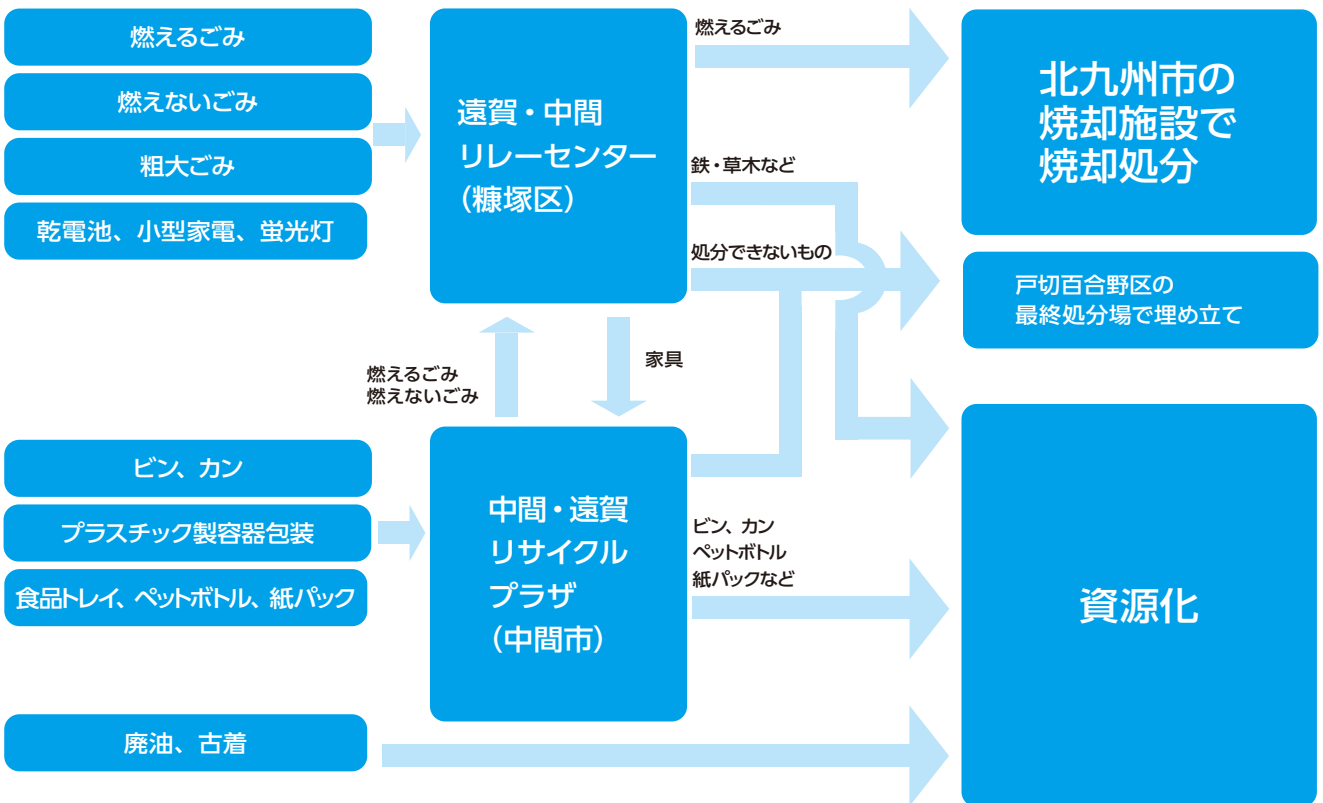 燃えるごみ
燃えないごみ
粗大ごみ
乾電池、小型家電、蛍光灯
遠賀・中間
リレーセンター
（糠塚区）
燃えるごみ
鉄・草木など
処分できないもの
北九州市の
焼却施設で
焼却処分
戸切百合野区の
最終処分場で埋め立て
燃えるごみ
燃えないごみ
家具
ビン、カン
プラスチック製容器包装
食品トレイ、ペットボトル、紙パック
中間・遠賀
リサイクル
プラザ
（中間市）
ビン、カン
ペットボトル
紙パックなど
資源化
廃油、古着